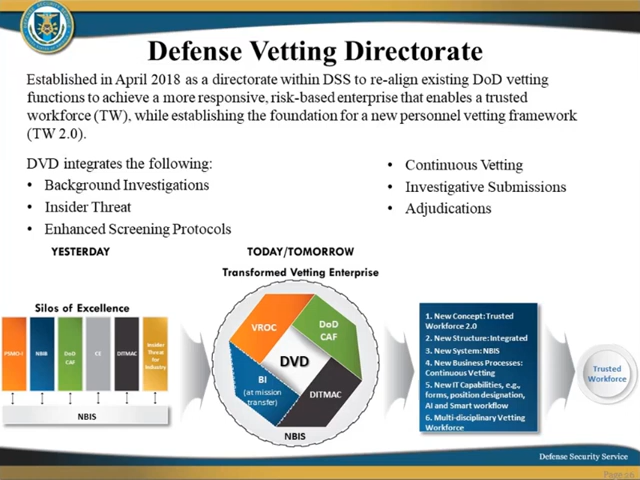 Defense Vetting Directorate
Established in April 2018 as a directorate within DSS to re-align existing DoD vetting
functions to achieve a more responsive, risk-based enterprise that enables a trusted
workforce (TW), while establishing the foundation for a new personnel vetting framework
(TW 2.0).
DVD integrates the following:
• Background Investigations
• Insider Threat
• Enhanced Screening Protocols
• Continuous Vetting
• Investigative Submissions
• Adjudications
YESTERDAY
Silos of Excellence
PSMO-I
NBIB
DoD
CAF
CE
DITMAC
Insider
Threat
for
Industry
NBIS
TODAY/TOMORROW
Transformed Vetting Enterprise
VROC
DoD
CAF
DVD
BI
(at mission
transfer)
DITMAC
NBIS
1. New Concept: Trusted
Workforce 2.0
2. New Structure: Integrated
3. New System: NBIS
4. New Business Processes:
Continuous Vetting
5. New IT Capabilities, e.g.,
forms, position designation,
AI and Smart workflow
6. Multi-disciplinary Vetting
Workforce
Trusted
Workforce
Defense Security Service